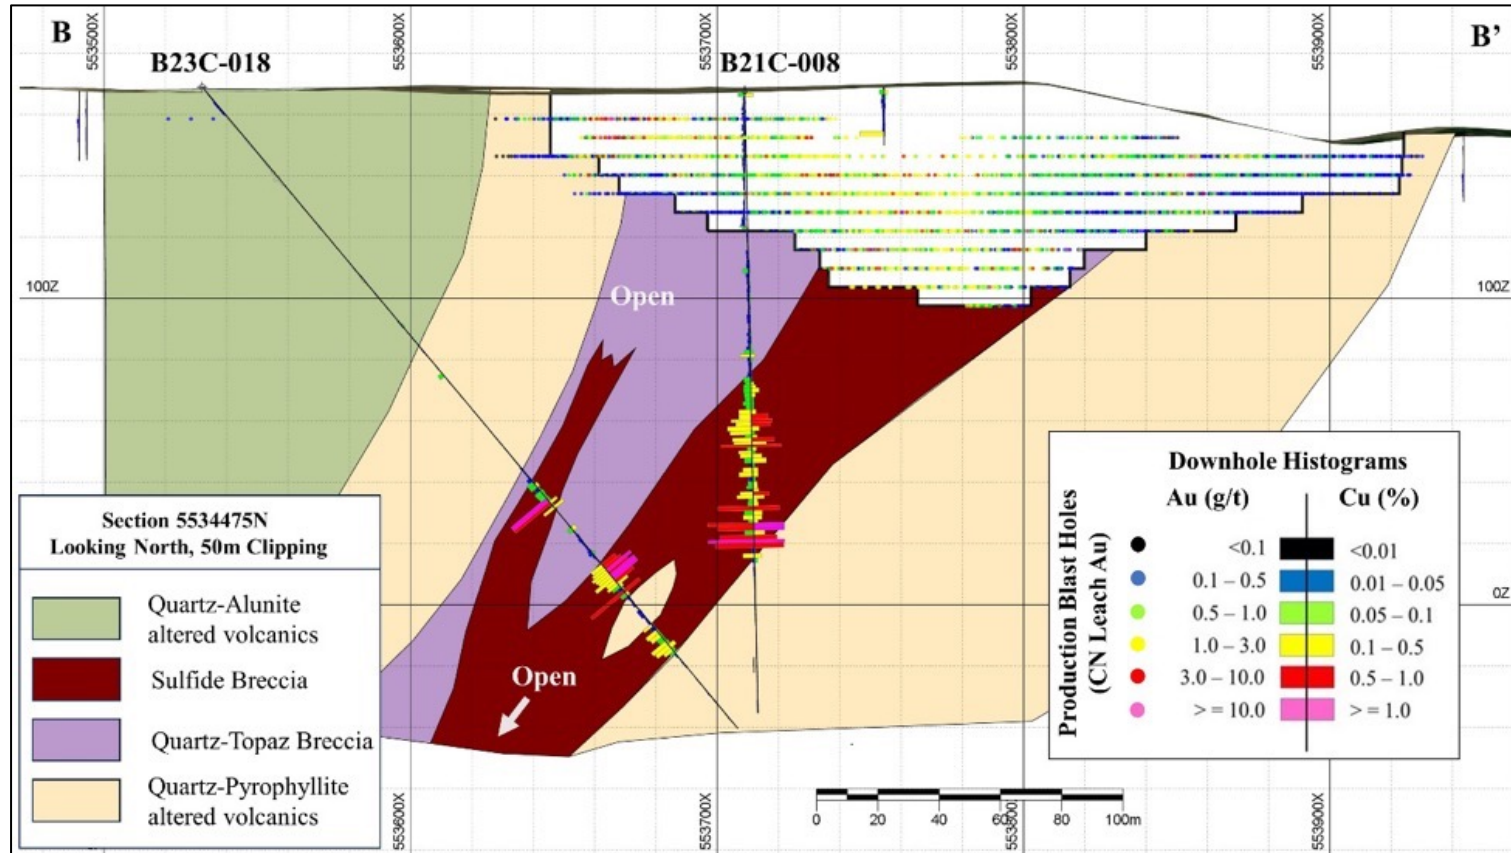 B
B'
553500X
553600X
553700X
553800X
553900X
B23C-018
B21C-008
100Z
100Z
Open
0Z
Open
Section 5534475N
Looking North, 50m Clipping
Quartz-Alunite
altered volcanics
Sulfide Breccia
Quartz-Topaz Breccia
Quartz-Pyrophyllite
altered volcanics
Downhole Histograms
Au (g/t)
Cu (%)
Production Blast Holes
(CN Leach Au)
<0.1
<0.01
0.1 – 0.5
0.01 – 0.05
0.5 – 1.0
0.05 – 0.1
1.0 – 3.0
0.1 – 0.5
3.0 – 10.0
0.5 – 1.0
> = 10.0
> = 1.0
0
20
40
60
80
100m
553600X
553700X
553800X
553900X